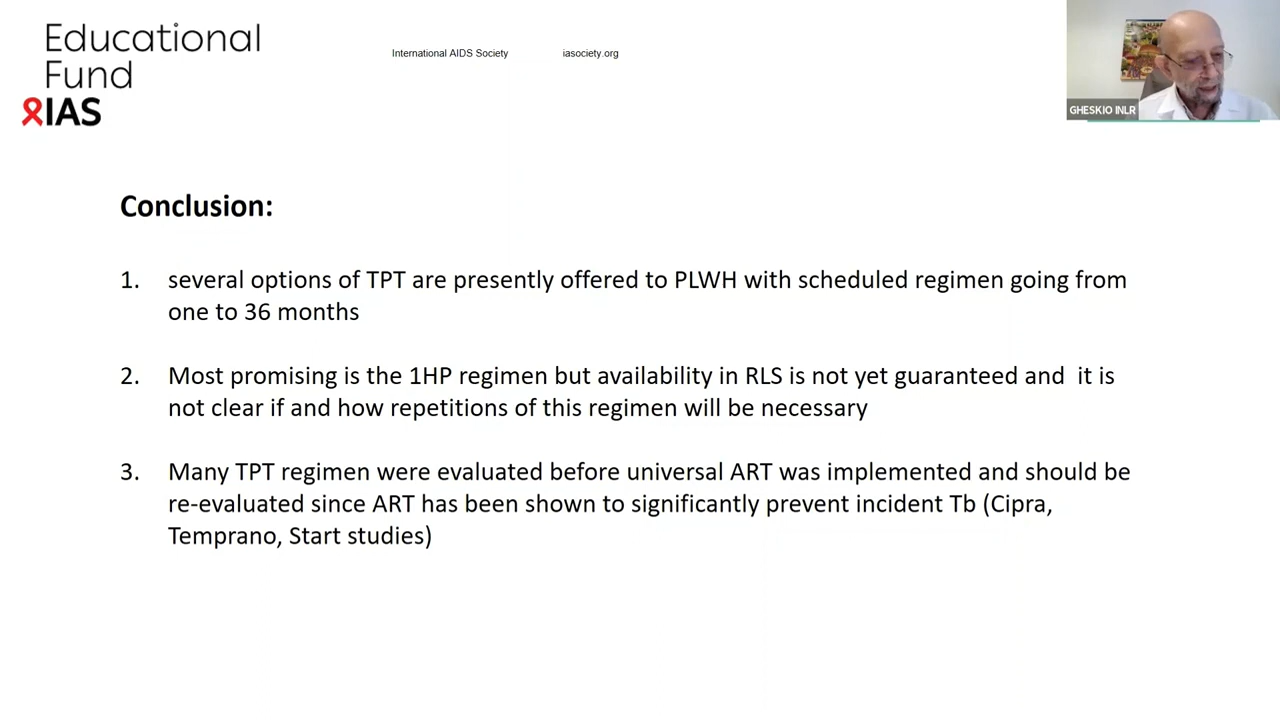 Educational
Fund
IAS
International AIDS Society iasociety.org
GHESKIO INLR
Conclusion:
1. several options of TPT are presently offered to PLWH with scheduled regimen going from
one to 36 months
2. Most promising is the 1HP regimen but availability in RLS is not yet guaranteed and it is
not clear if and how repetitions of this regimen will be necessary
3. Many TPT regimen were evaluated before universal ART was implemented and should be
re-evaluated since ART has been shown to significantly prevent incident Tb (Cipra,
Temprano, Start studies)